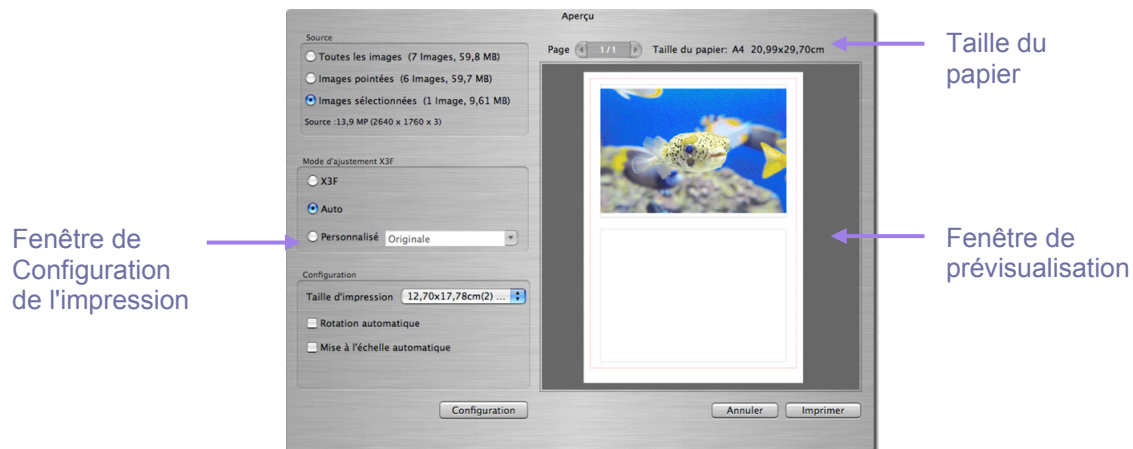 Aperçu
Source
Toutes les images (7 Images, 59,8 MB)
Images pointées (6 Images, 59,7 MB)
Images sélectionnées (1 Image, 9,61 MB)
Source :13,9 MP (2640 x 1760 x 3)
Mode d'ajustement X3F
X3F
Auto
Personnalisé Originale
Configuration
Taille d'impression 12,70x17,78cm(2) ...
Rotation automatique
Mise à l'échelle automatique
Configuration
Page 1/1 Taille du papier: A4 20,99x29,70cm
Annuler Imprimer
Fenêtre de
Configuration
de l'impression
Taille du
papier
Fenêtre de
prévisualisation